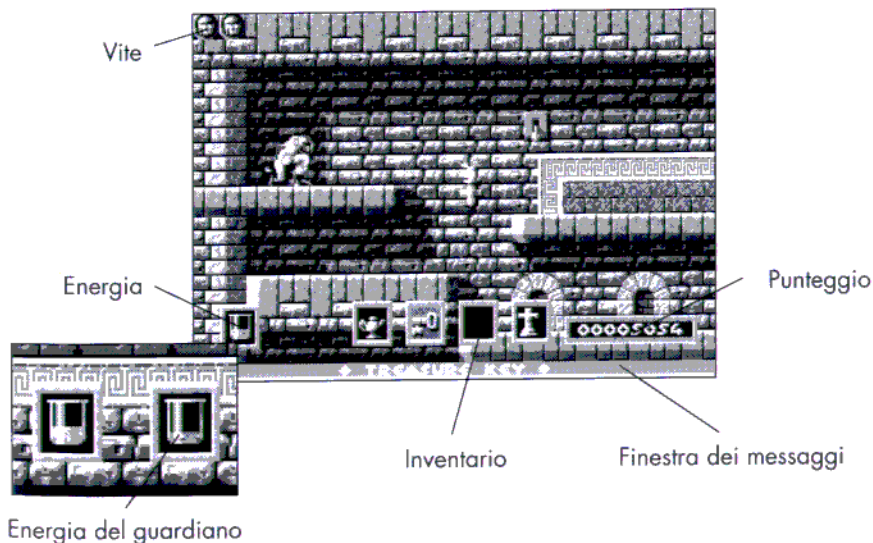 Vite
Energia
Punteggio
00005054
TREASURE KEY
Inventario
Finestra dei messaggi
Energia del guardiano